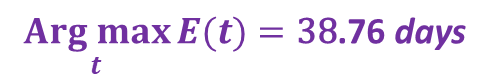 Arg max E(t) = 38.76 days
t